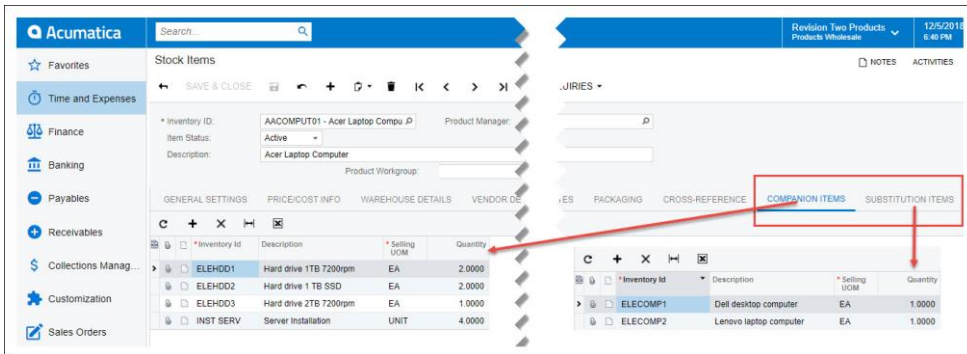 Acumatica
Search...
Revision Two Products
Products Wholesale
12/5/2018
6:40 PM
Favorites
Time and Expenses
Finance
Banking
Payables
Receivables
Collections Manag...
Customization
Sales Orders
Stock Items
NOTES ACTIVITIES
SAVE & CLOSE
UIRIES
* Inventory ID: AACOMPUT01 - Acer Laptop Compu Product Manager:
Item Status: Active
Description: Acer Laptop Computer
Product Workgroup:
GENERAL SETTINGS PRICE/COST INFO WAREHOUSE DETAILS VENDOR DE ES PACKAGING CROSS-REFERENCE COMPANION ITEMS SUBSTITUTION ITEMS
* Inventory Id Description * Selling UOM Quantity
ELEHDD1 Hard drive 1TB 7200rpm EA 2.0000
ELEHDD2 Hard drive 1 TB SSD EA 2.0000
ELEHDD3 Hard drive 2TB 7200rpm EA 1.0000
INST SERV Server Installation UNIT 4.0000
* Inventory Id Description * Selling UOM Quantity
ELECOMP1 Dell desktop computer EA 1.0000
ELECOMP2 Lenovo laptop computer EA 1.0000